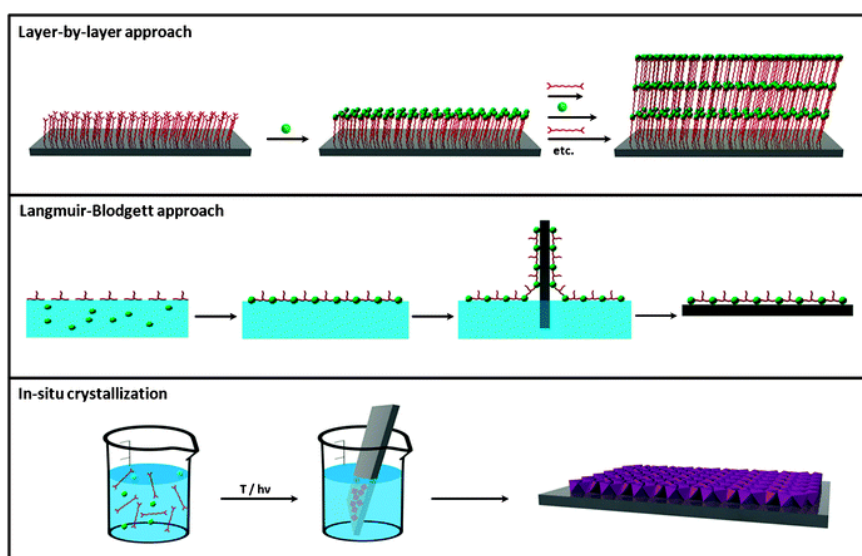 Layer-by-layer approach
etc.
Langmuir-Blodgett approach
In-situ crystallization
T / hν